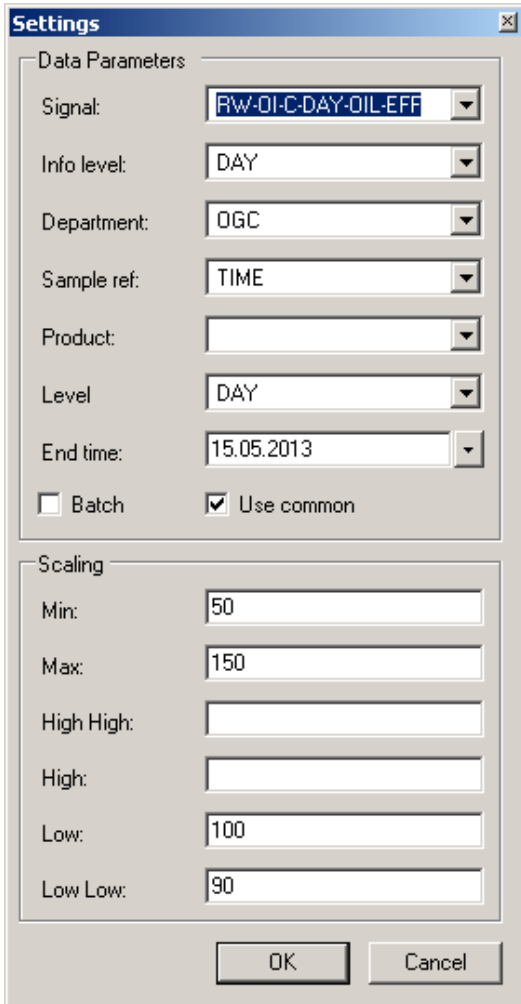 Settings
Data Parameters
Signal: RW-OI-C-DAY-OIL-EFF
Info level: DAY
Department: OGC
Sample ref: TIME
Product:
Level DAY
End time: 15.05.2013
Batch Use common
Scaling
Min: 50
Max: 150
High High:
High:
Low: 100
Low Low: 90
OK Cancel